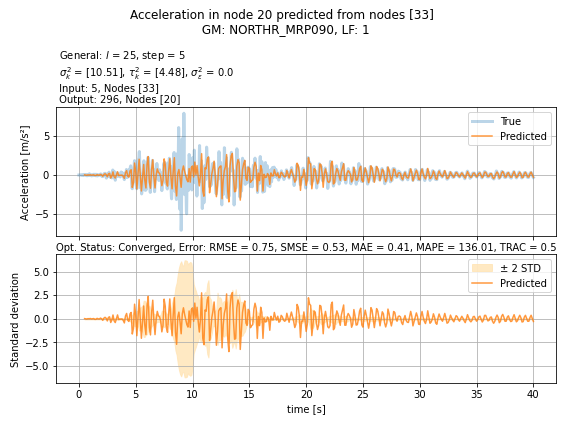 Acceleration in node 20 predicted from nodes [33]
GM: NORTHR_MRP090, LF: 1
General: l = 25, step = 5
σ²ₖ = [10.51], τ²ₖ = [4.48], σ²ε = 0.0
Input: 5, Nodes [33]
Output: 296, Nodes [20]
True
Predicted
Acceleration [m/s²]
5
0
−5
Opt. Status: Converged, Error: RMSE = 0.75, SMSE = 0.53, MAE = 0.41, MAPE = 136.01, TRAC = 0.5
± 2 STD
Predicted
Standard deviation
5.0
2.5
0.0
−2.5
−5.0
0 5 10 15 20 25 30 35 40
time [s]